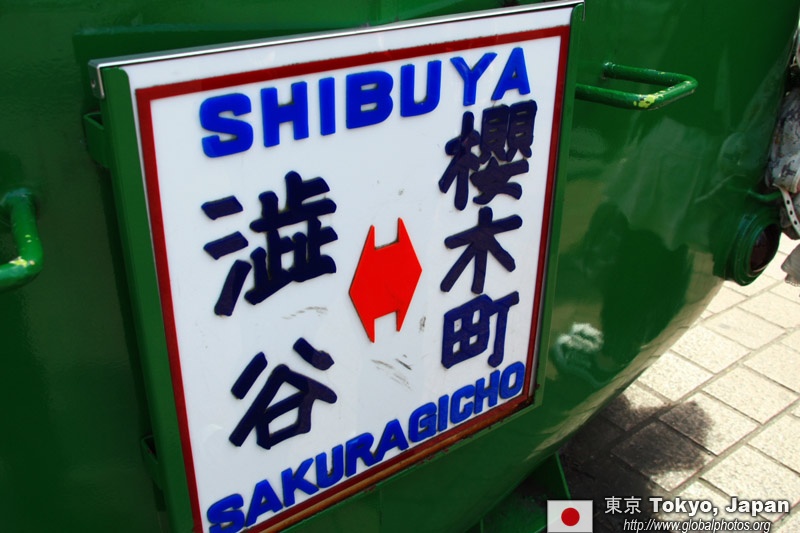 SHIBUYA
澁谷
櫻木町
SAKURAGICHO
東京 Tokyo, Japan
http://www.globalphotos.org